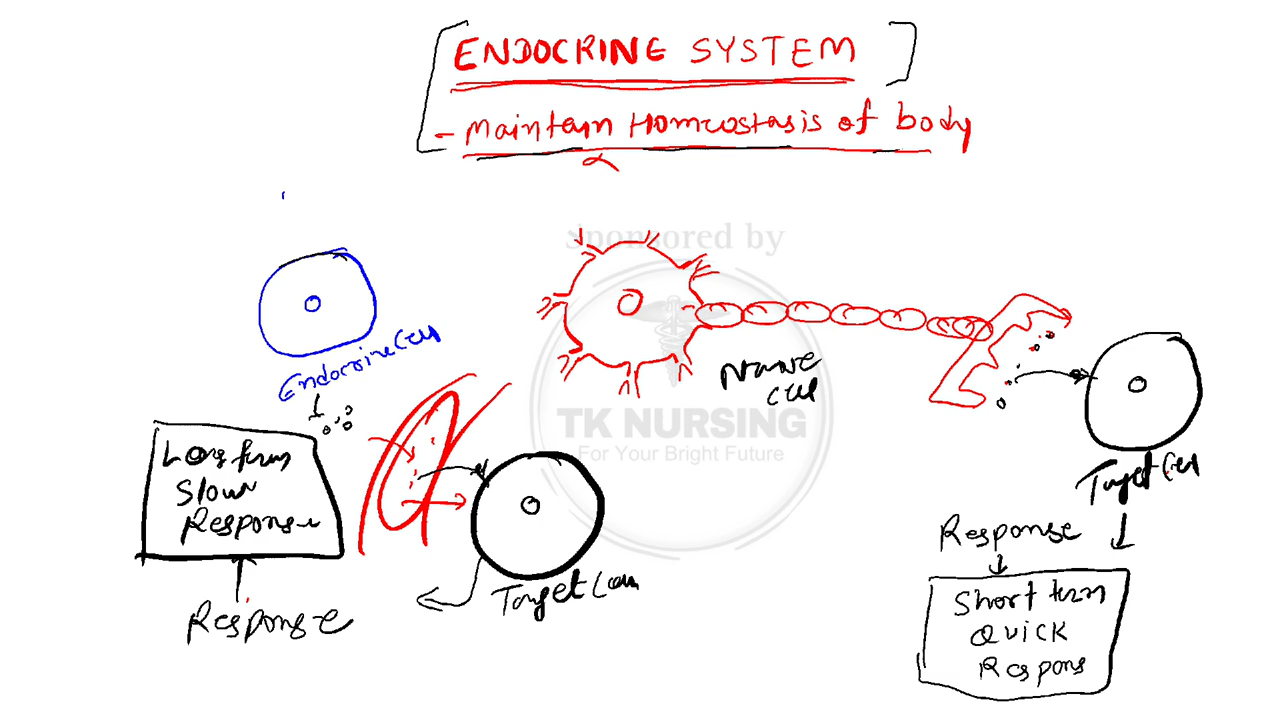 ENDOCRINE SYSTEM
- Maintain Homeostasis of body
sponsored by
Endocrine Cell
Nerve
Cell
TK NURSING
For Your Bright Future
Long term
Slow
Response
Target Cell
Target Cell
Response
Response
Short term
Quick
Respons